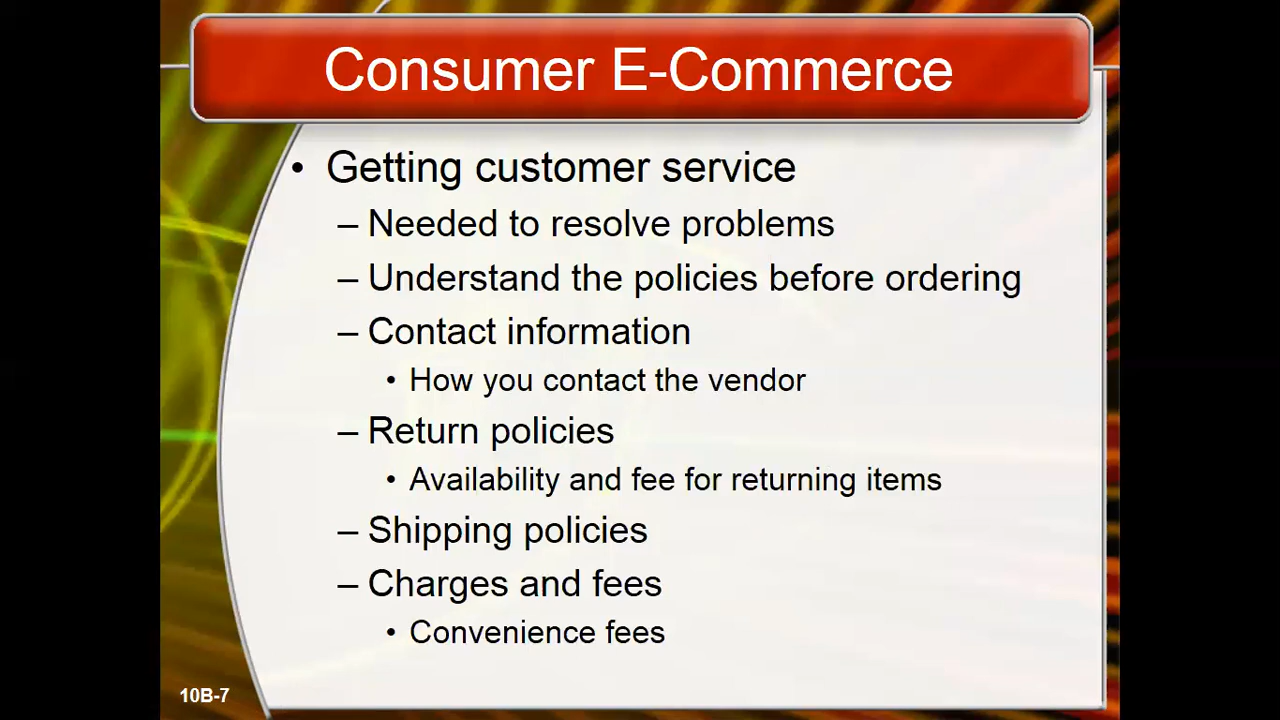 Consumer E-Commerce
• Getting customer service
– Needed to resolve problems
– Understand the policies before ordering
– Contact information
• How you contact the vendor
– Return policies
• Availability and fee for returning items
– Shipping policies
– Charges and fees
• Convenience fees
10B-7